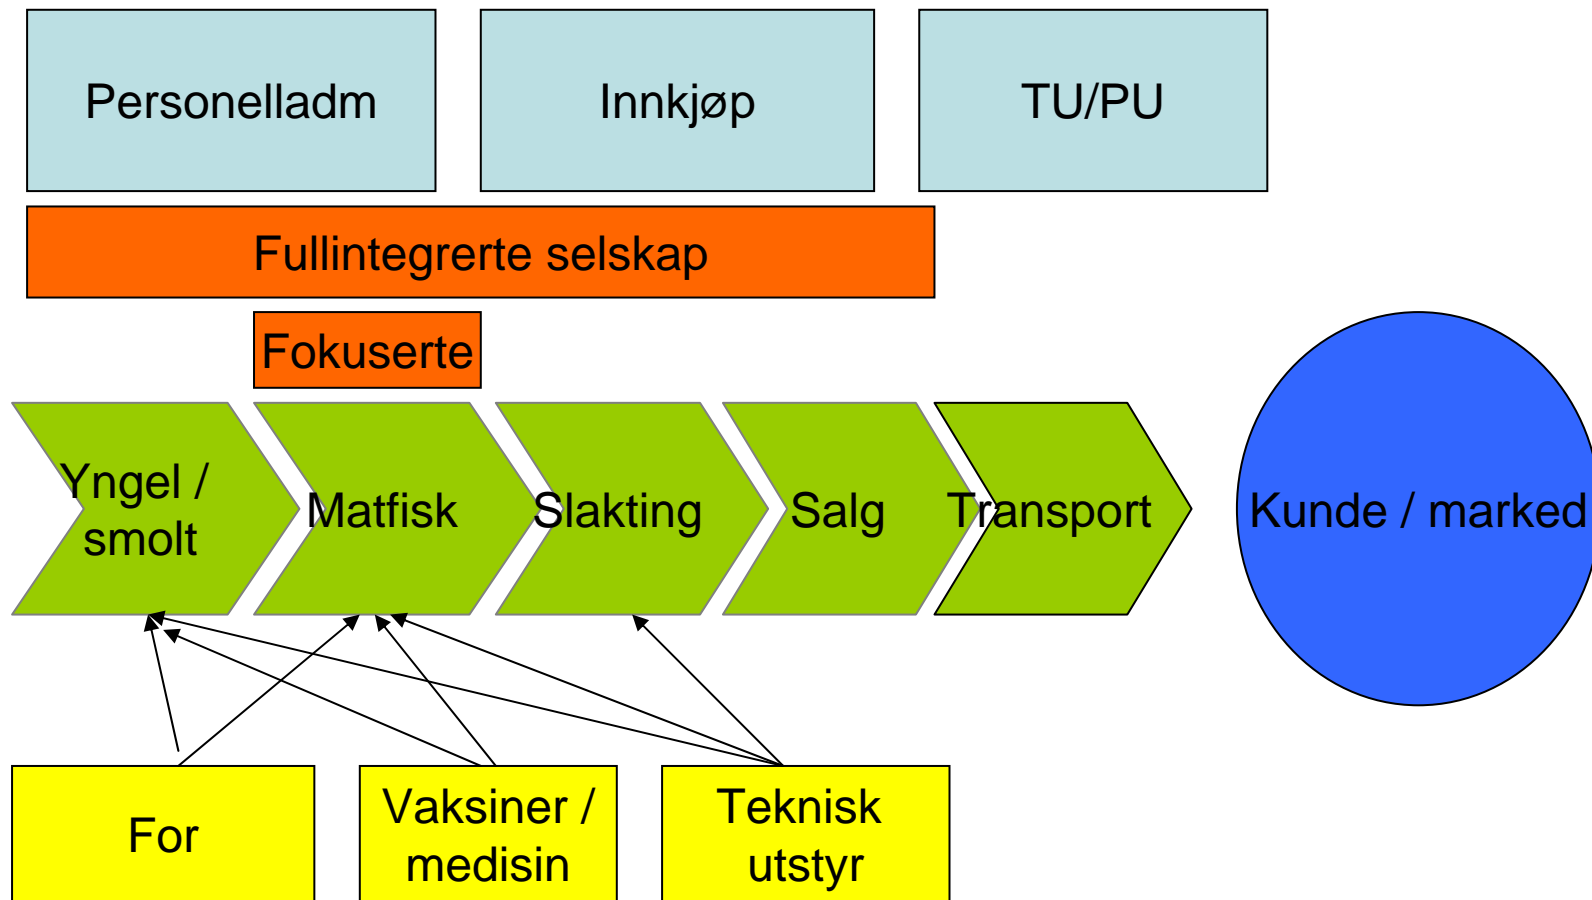 Personelladm
Innkjøp
TU/PU
Fullintegrerte selskap
Fokuserte
Yngel /
smolt
Matfisk
Slakting
Salg
Transport
Kunde / marked
For
Vaksiner /
medisin
Teknisk
utstyr